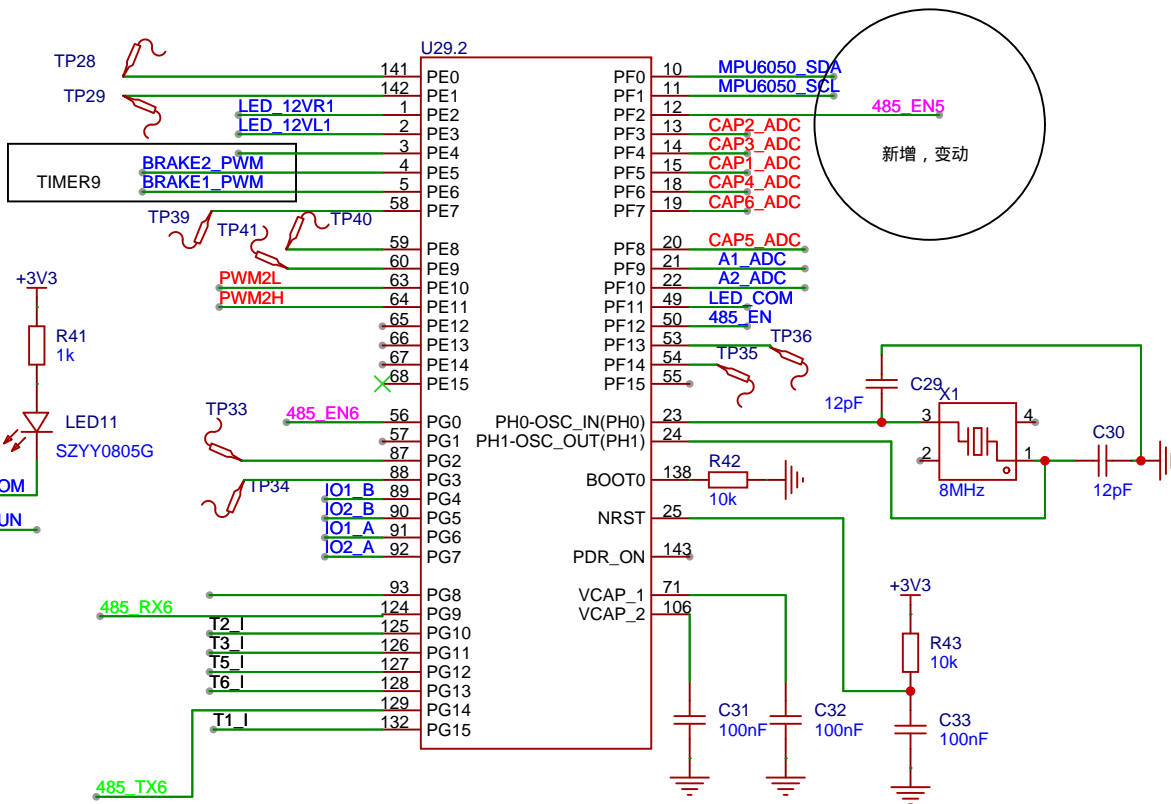 U29.2
TP28
141 PE0
TP29
142 PE1
LED_12VR1 1 PE2
LED_12VL1 2 PE3
3 PE4
BRAKE2_PWM 4 PE5
TIMER9
BRAKE1_PWM 5 PE6
58 PE7
TP39
TP41
TP40
59 PE8
60 PE9
PWM2L 63 PE10
PWM2H 64 PE11
65 PE12
66 PE13
67 PE14
68 PE15
+3V3
R41
1k
LED11
SZYY0805G
OM
UN
TP33
485_EN6 56 PG0
57 PG1
87 PG2
88 PG3
TP34
IO1_B 89 PG4
IO2_B 90 PG5
IO1_A 91 PG6
IO2_A 92 PG7
93 PG8
485_RX6 124 PG9
T2_I 125 PG10
T3_I 126 PG11
T5_I 127 PG12
T6_I 128 PG13
129 PG14
T1_I 132 PG15
485_TX6
PF0 10 MPU6050_SDA
PF1 11 MPU6050_SCL
PF2 12 485_EN5
PF3 13 CAP2_ADC
PF4 14 CAP3_ADC
新增，变动
PF5 15 CAP1_ADC
PF6 18 CAP4_ADC
PF7 19 CAP6_ADC
PF8 20 CAP5_ADC
PF9 21 A1_ADC
PF10 22 A2_ADC
PF11 49 LED_COM
PF12 50 485_EN
PF13 53
TP36
PF14 54
TP35
PF15 55
PH0-OSC_IN(PH0) 23
PH1-OSC_OUT(PH1) 24
C29
12pF
X1
3 4
2 1
8MHz
C30
12pF
BOOT0 138 R42
10k
NRST 25
PDR_ON 143
VCAP_1 71
VCAP_2 106
+3V3
R43
10k
C31
100nF
C32
100nF
C33
100nF